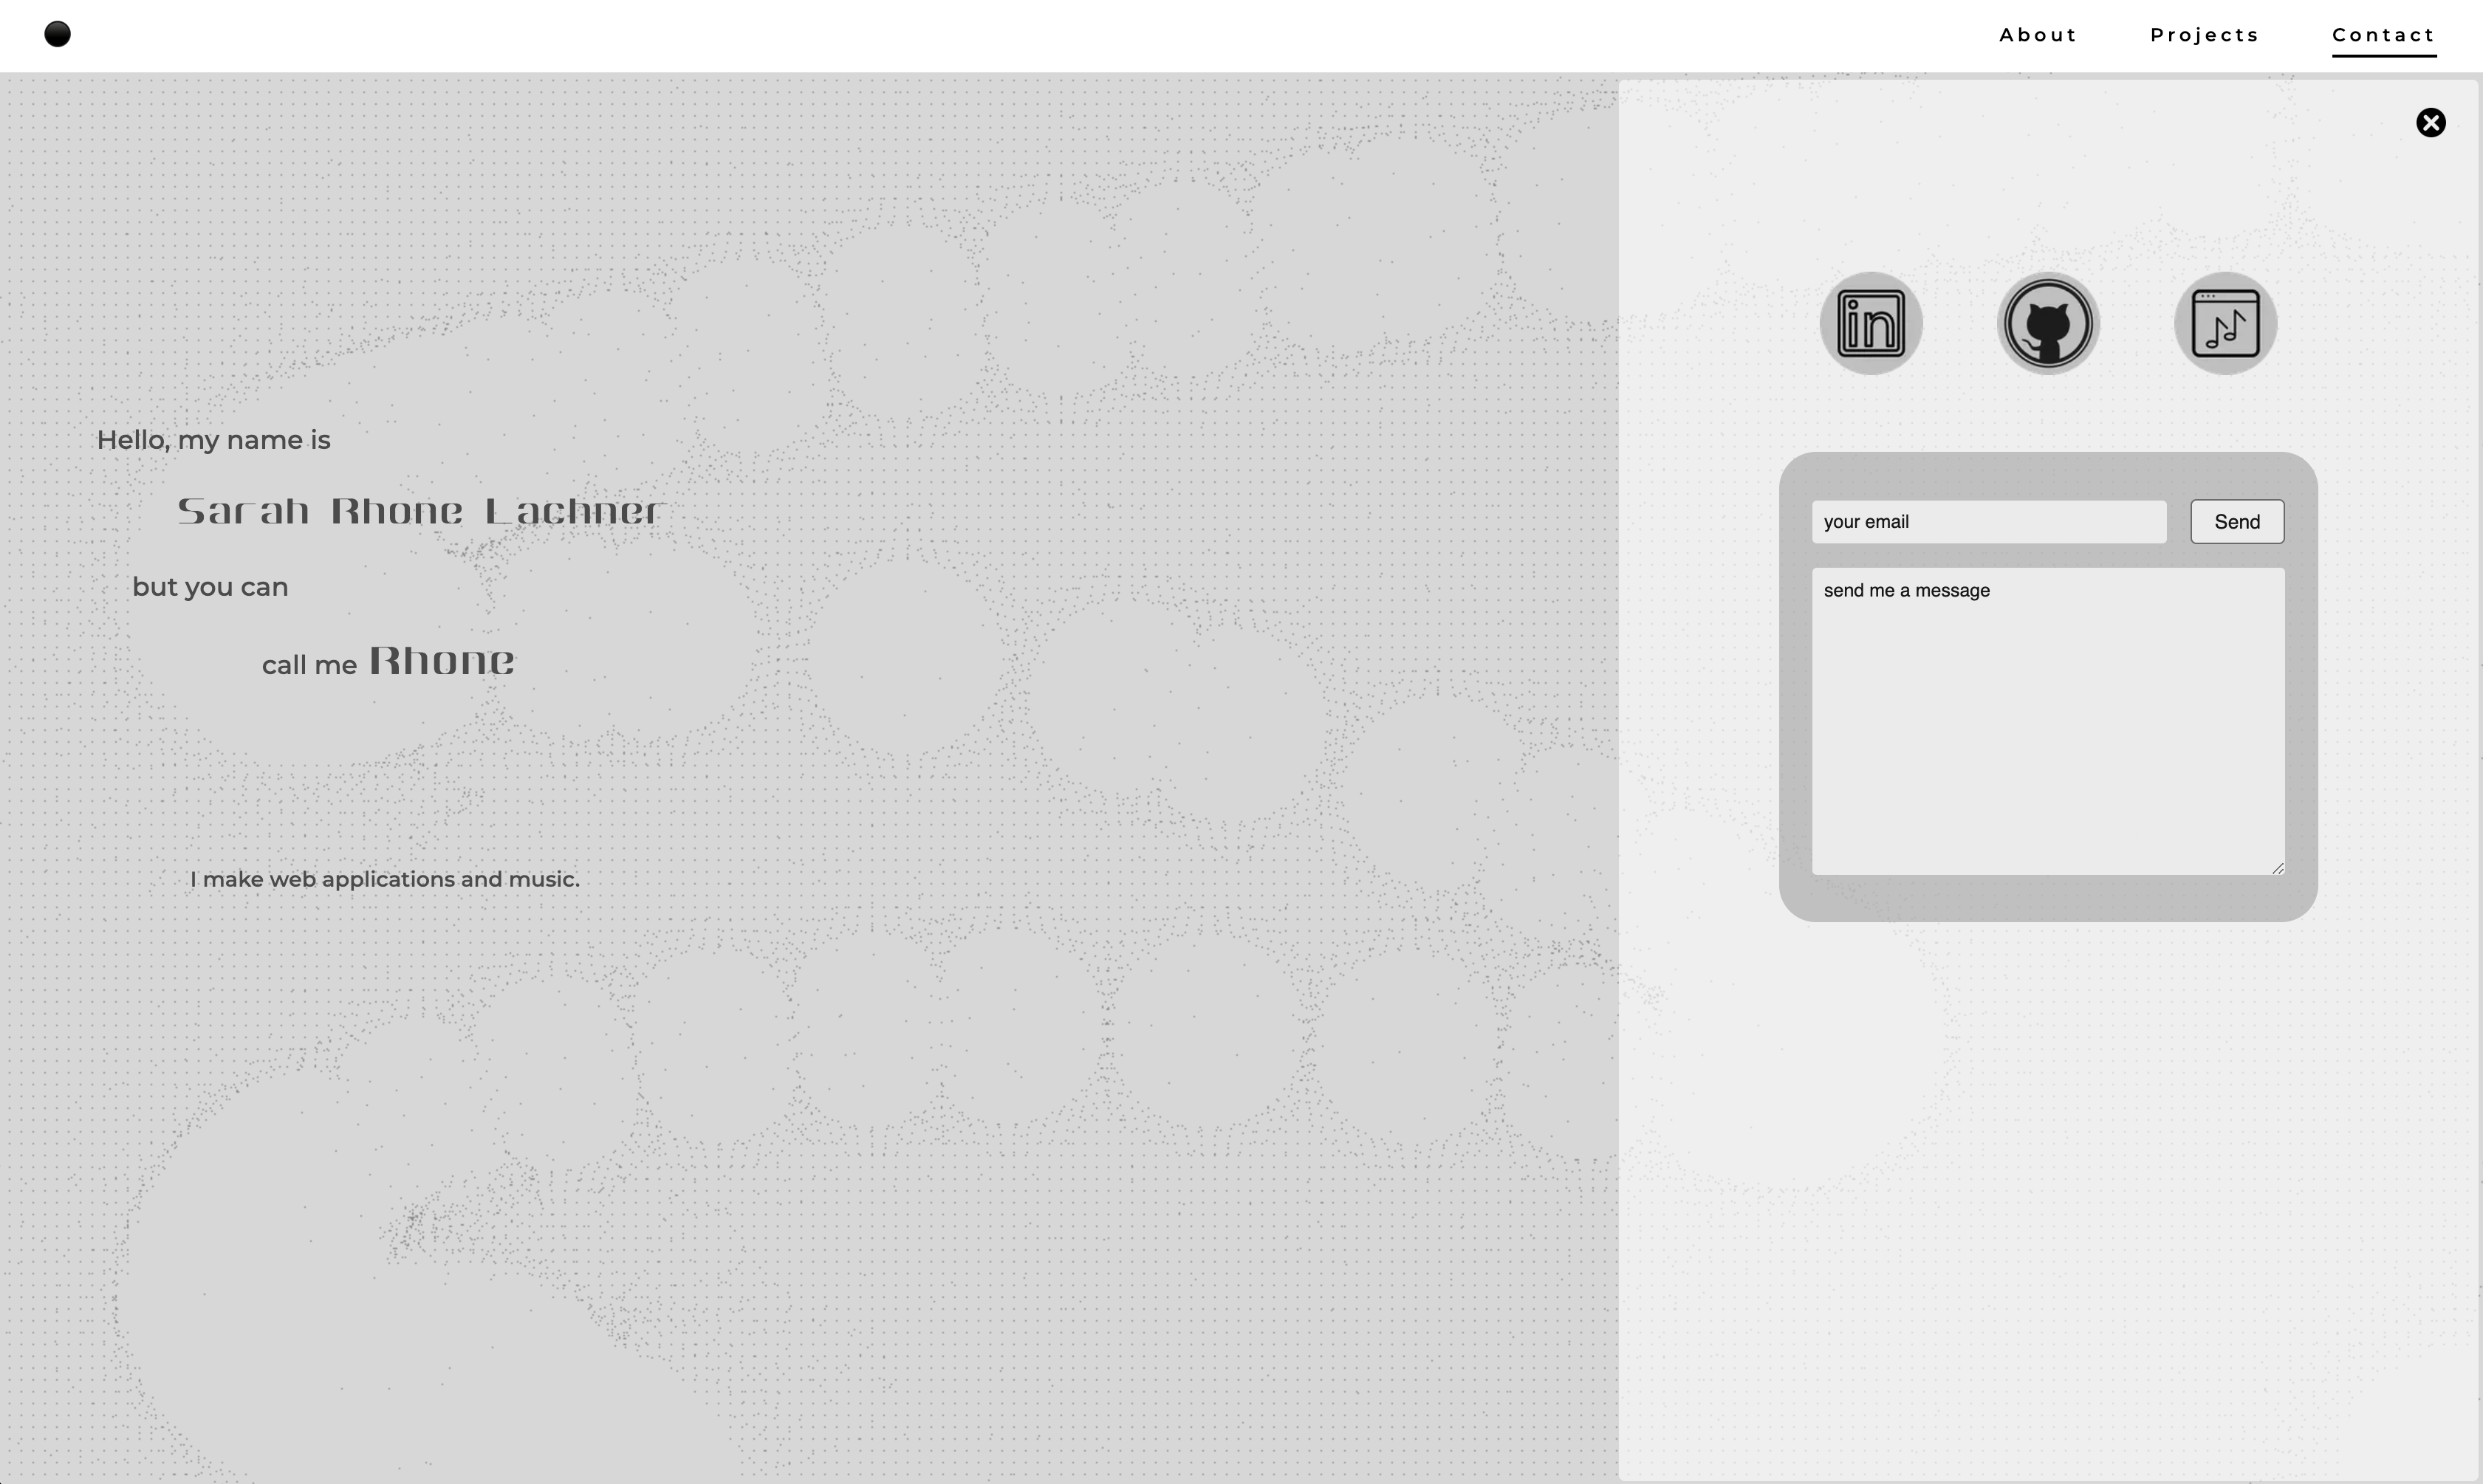 About Projects Contact
Hello, my name is
Sarah Rhone Lachner
but you can
call me Rhone
I make web applications and music.
in
your email Send
send me a message